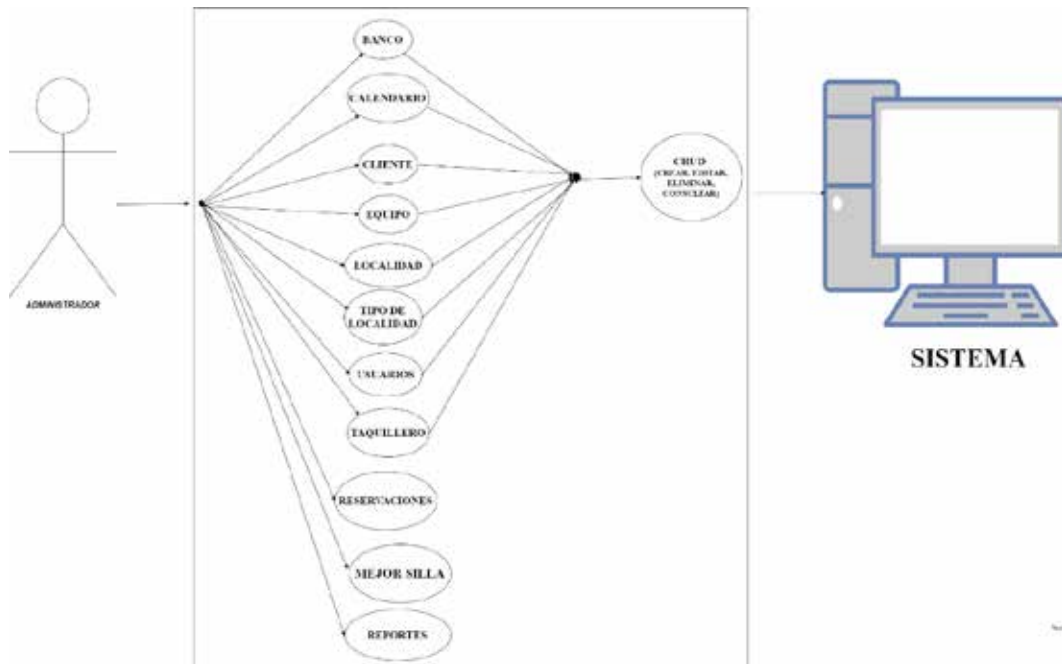 BANCO
CALENDARIO
CLIENTE
EQUIPO
LOCALIDAD
TIPO DE
LOCALIDAD
USUARIOS
TAQUILLERO
RESERVACIONES
MEJOR SILLA
REPORTES
CRUD
(CREAR, EDITAR,
ELIMINAR,
ADMINISTRADOR
SISTEMA